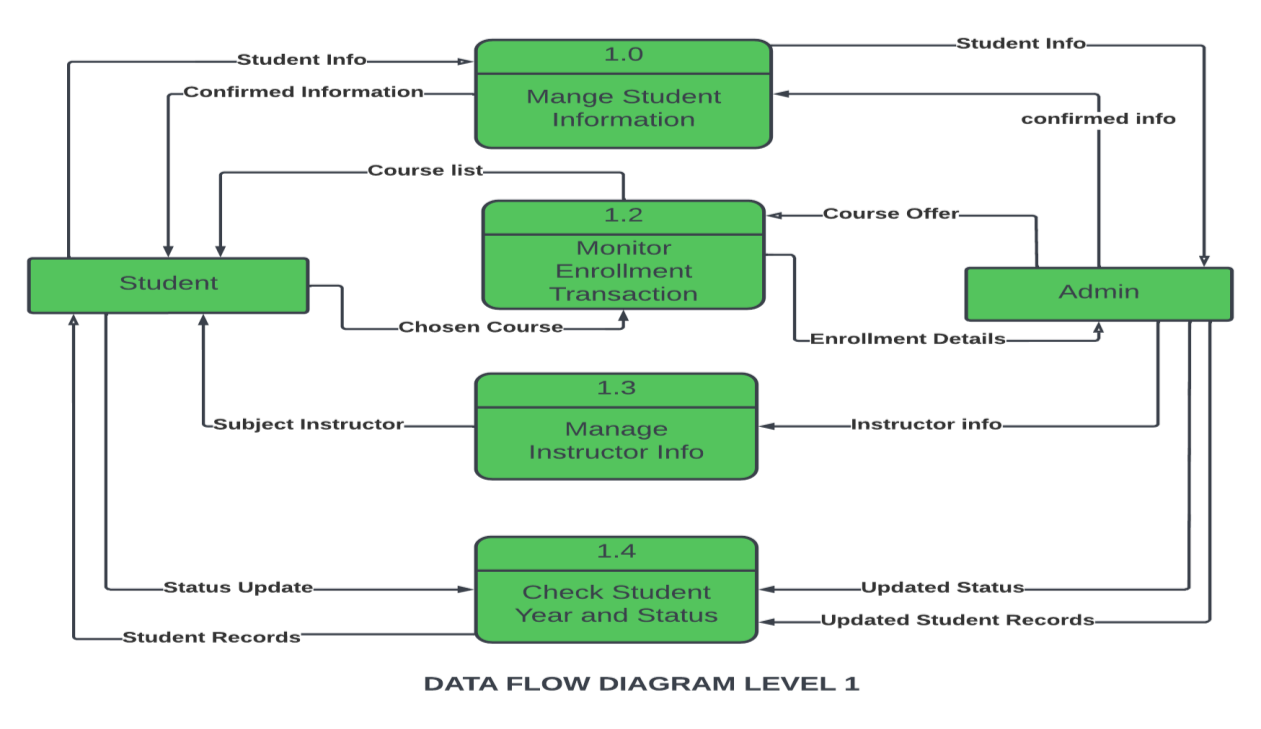 Student Info
1.0
Student Info
Confirmed Information
Mange Student
Information
confirmed info
Course list
1.2
Course Offer
Monitor
Enrollment
Transaction
Student
Admin
Chosen Course
Enrollment Details
1.3
Subject Instructor
Manage
Instructor Info
Instructor info
1.4
Status Update
Check Student
Year and Status
Updated Status
Updated Student Records
Student Records
DATA FLOW DIAGRAM LEVEL 1